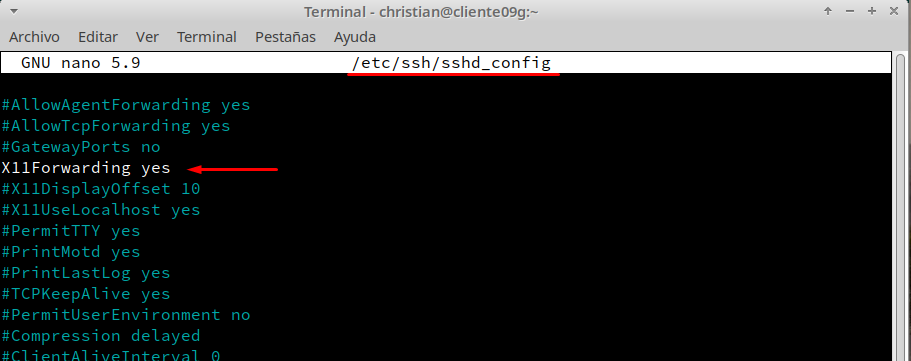 Terminal - christian@cliente09g:~
Archivo Editar Ver Terminal Pestañas Ayuda
GNU nano 5.9 /etc/ssh/sshd_config
#AllowAgentForwarding yes
#AllowTcpForwarding yes
#GatewayPorts no
X11Forwarding yes
#X11DisplayOffset 10
#X11UseLocalhost yes
#PermitTTY yes
#PrintMotd yes
#PrintLastLog yes
#TCPKeepAlive yes
#PermitUserEnvironment no
#Compression delayed
#ClientAliveInterval 0